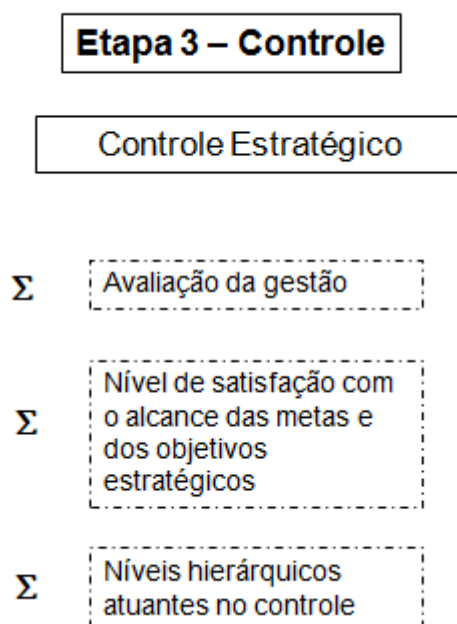 Etapa 3 – Controle
Controle Estratégico
Σ Avaliação da gestão
Σ Nível de satisfação com
o alcance das metas e
dos objetivos
estratégicos
Σ Níveis hierárquicos
atuantes no controle